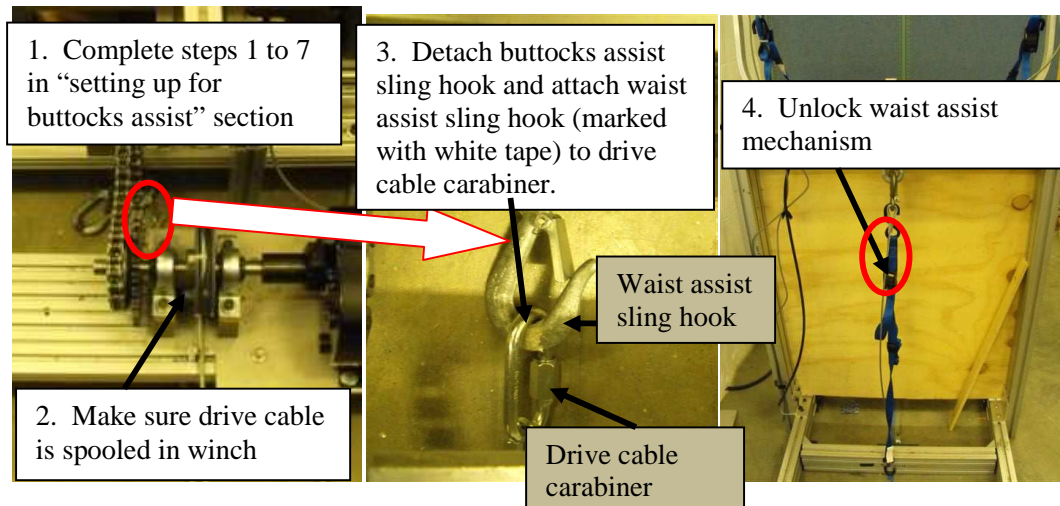 1. Complete steps 1 to 7
in “setting up for
buttocks assist” section
2. Make sure drive cable
is spooled in winch
3. Detach buttocks assist
sling hook and attach waist
assist sling hook (marked
with white tape) to drive
cable carabiner.
Waist assist
sling hook
Drive cable
carabiner
4. Unlock waist assist
mechanism